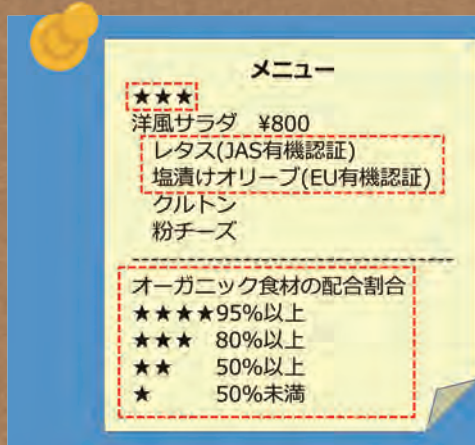 メニュー
★★★
洋風サラダ ¥800
レタス(JAS有機認証)
塩漬けオリーブ(EU有機認証)
クルトン
粉チーズ
オーガニック食材の配合割合
★★★★95%以上
★★★ 80%以上
★★ 50%以上
★ 50%未満